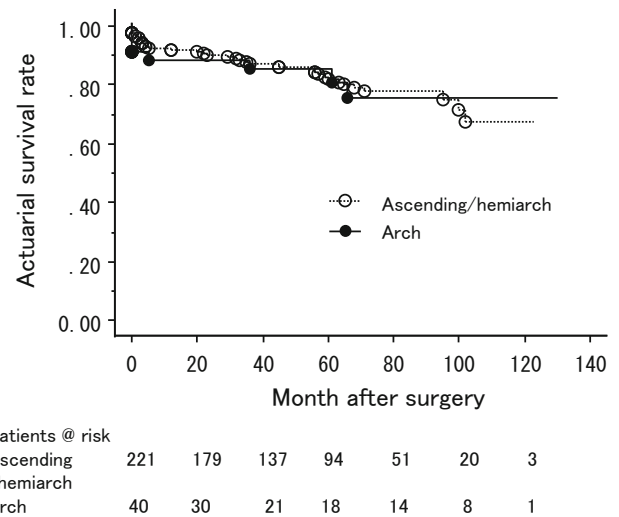 1.00
.80
.60
.40
.20
0.00
Actuarial survival rate
Ascending/hemiarch
Arch
0 20 40 60 80 100 120 140
Month after surgery
atients @ risk
scending 221 179 137 94 51 20 3
hemiarch
rch 40 30 21 18 14 8 1